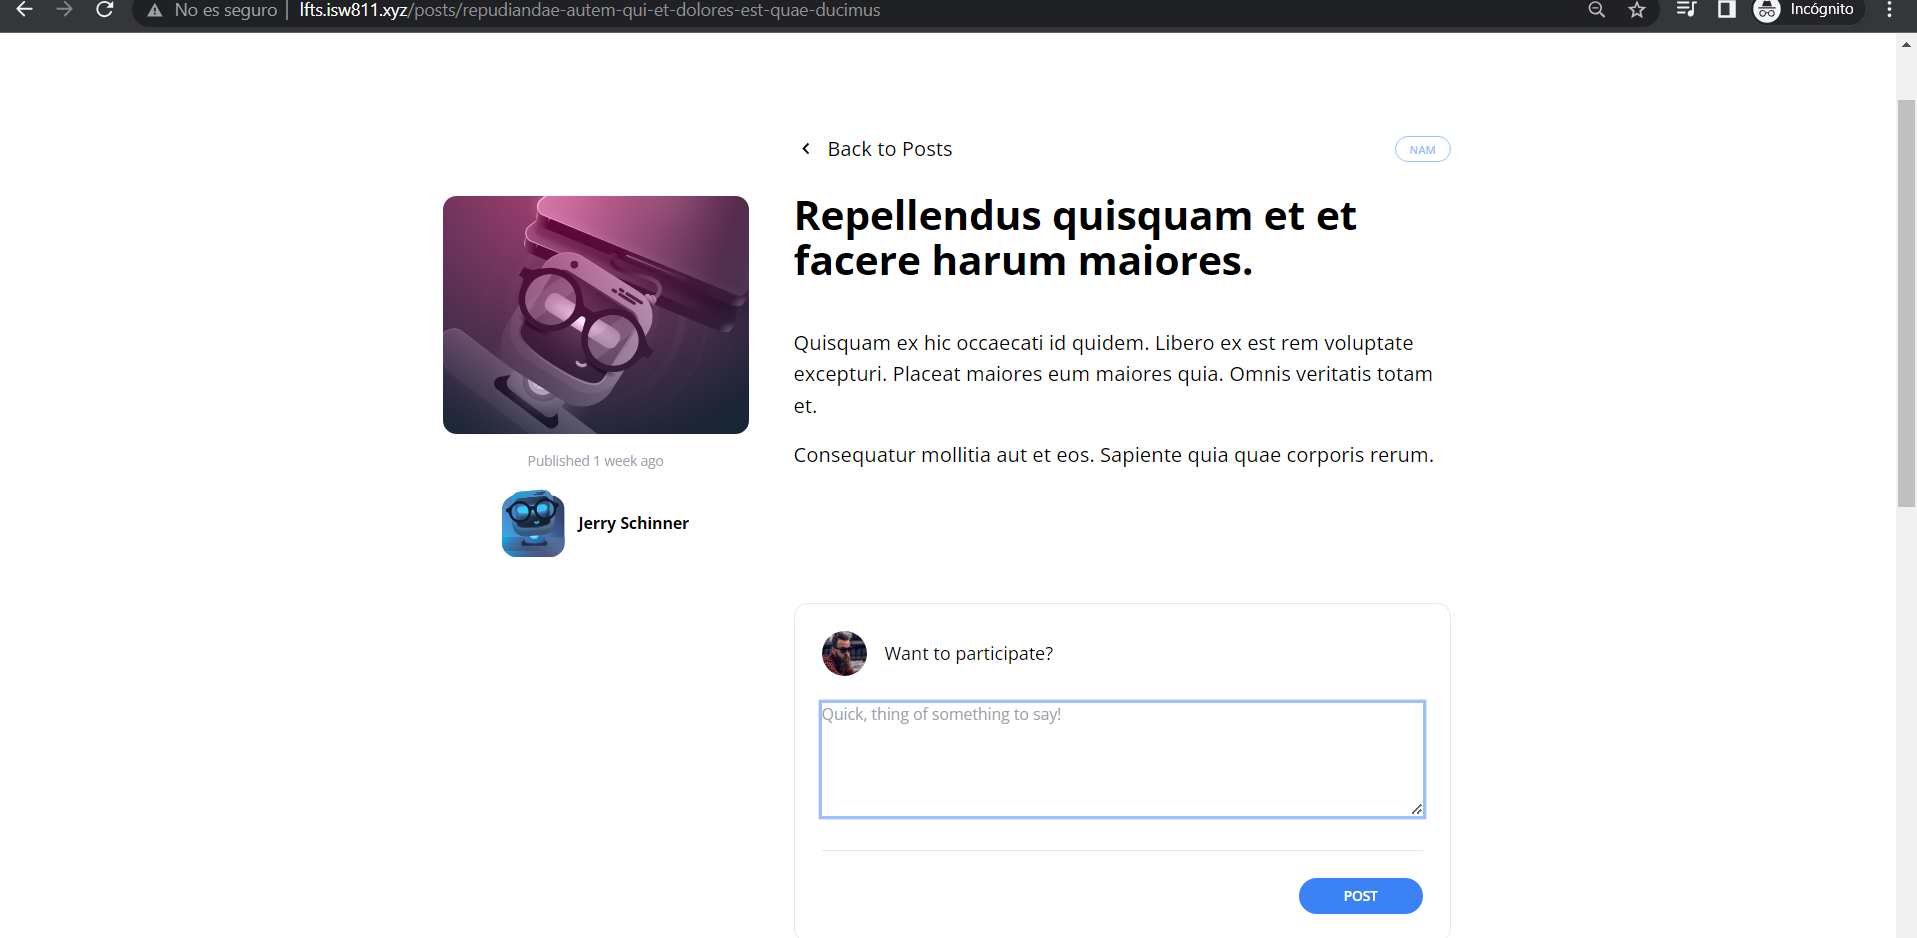 No es seguro
lfts.isw811.xyz/posts/repudiandae-autem-qui-et-dolores-est-quae-ducimus
Incógnito
Back to Posts
NAM
Repellendus quisquam et et
facere harum maiores.
Quisquam ex hic occaecati id quidem. Libero ex est rem voluptate
excepturi. Placeat maiores eum maiores quia. Omnis veritatis totam
et.
Consequatur mollitia aut et eos. Sapiente quia quae corporis rerum.
Published 1 week ago
Jerry Schinner
Want to participate?
Quick, thing of something to say!
POST